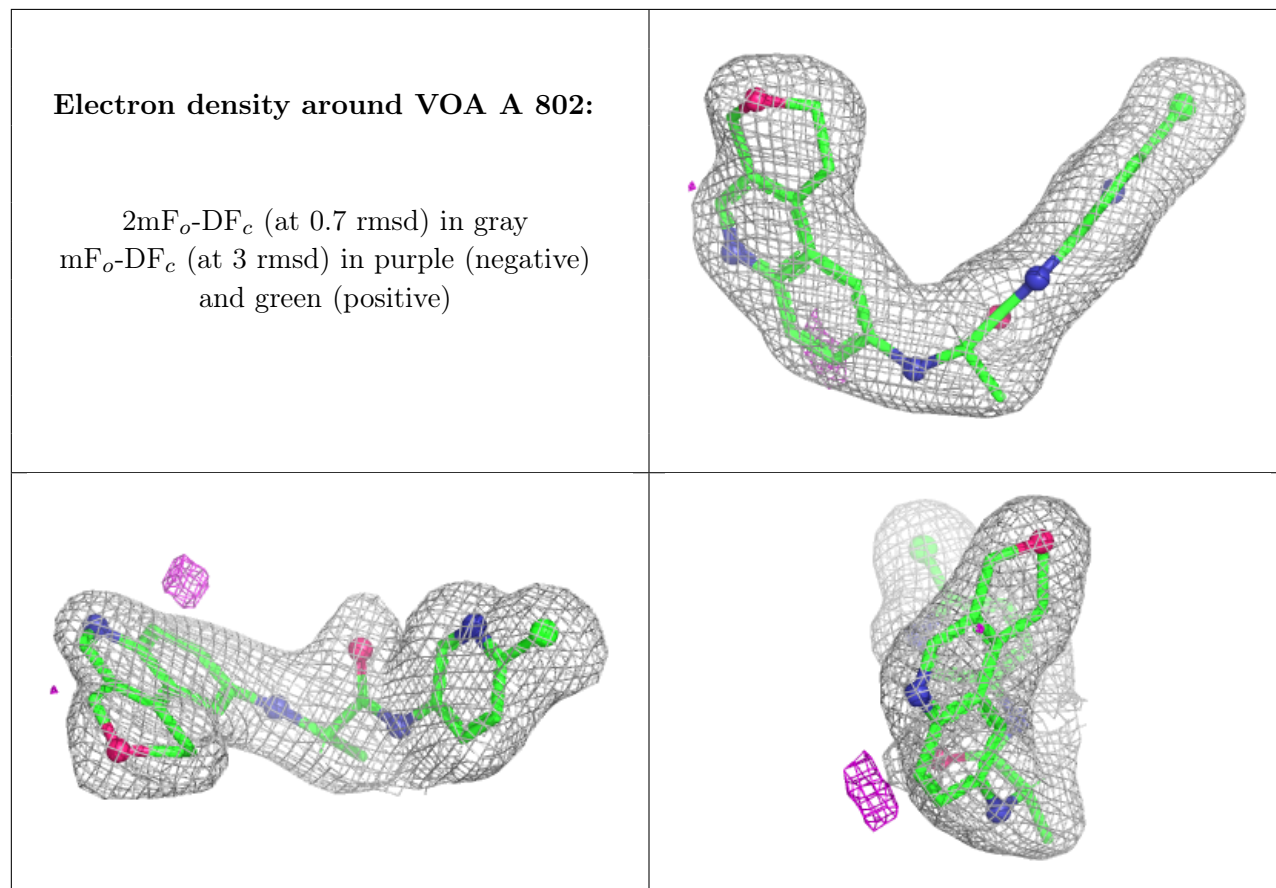 Electron density around VOA A 802:
2mFo-DFc (at 0.7 rmsd) in gray
mFo-DFc (at 3 rmsd) in purple (negative)
and green (positive)